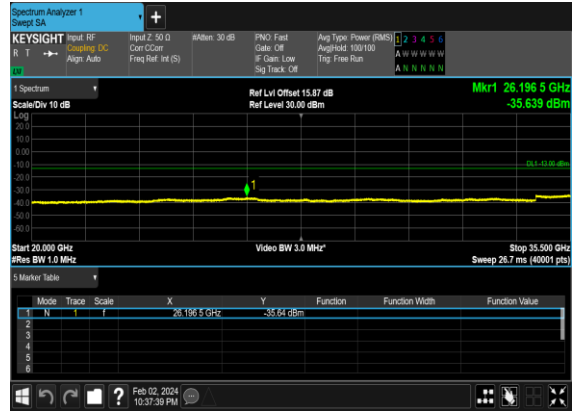 Spectrum Analyzer 1
Swept SA
+
KEYSIGHT Input: RF Input Z: 50 Ω #Atten: 30 dB PNO: Fast Avg Type: Power (RMS) 1 2 3 4 5 6
R T Coupling: DC Corr CCorr Gate: Off Avg|Hold: 100/100 A W W W W W
Align: Auto Freq Ref: Int (S) IF Gain: Low Trig: Free Run
Sig Track: Off A N N N N N
1 Spectrum Ref Lvl Offset 15.87 dB Mkr1 26.196 5 GHz
Scale/Div 10 dB Ref Level 30.00 dBm -35.639 dBm
Log
20.0
10.0
0.00
-10.0
DL1 -13.00 dBm
-20.0
1
-30.0
-40.0
-50.0
-60.0
Start 20.000 GHz Video BW 3.0 MHz* Stop 35.500 GHz
#Res BW 1.0 MHz Sweep 26.7 ms (40001 pts)
5 Marker Table
Mode Trace Scale X Y Function Function Width Function Value
1 N 1 f 26.196 5 GHz -35.64 dBm
2
3
4
5
6
? Feb 02, 2024
10:37:39 PM